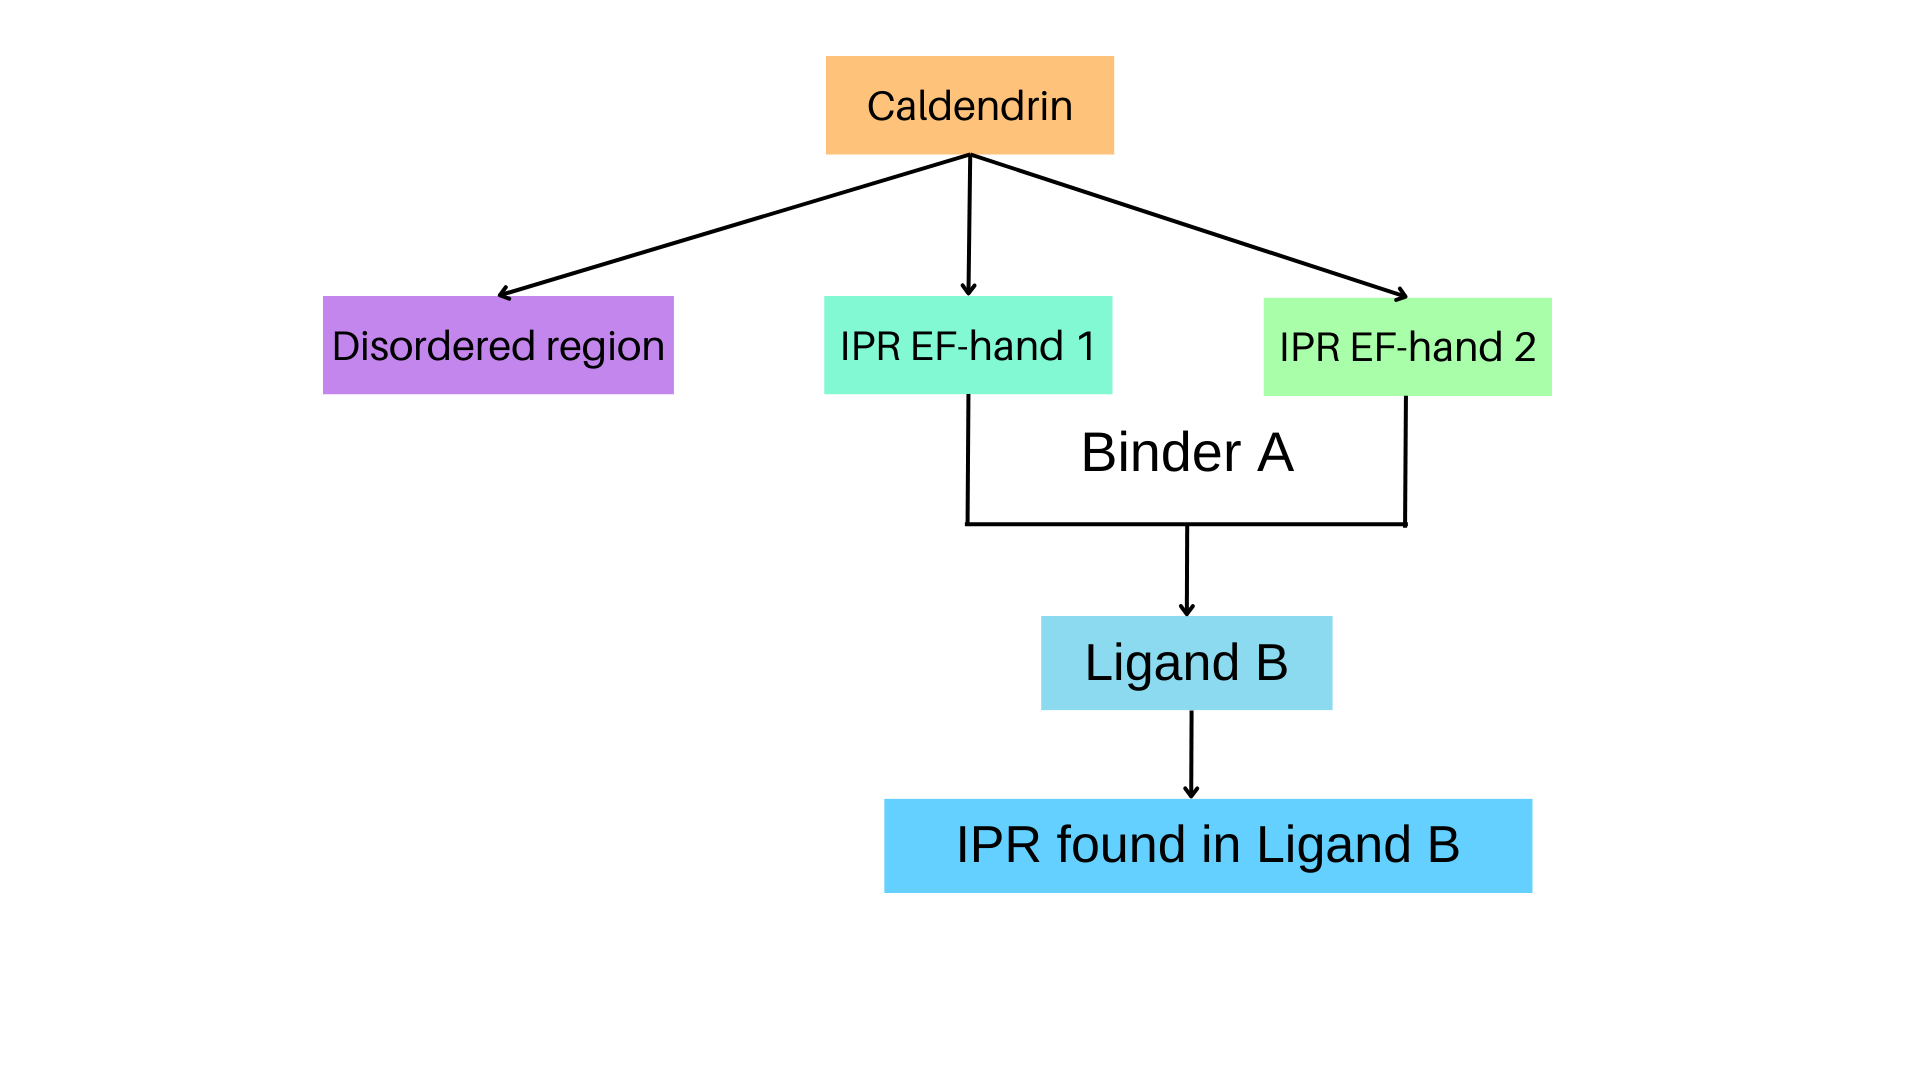 Caldendrin
Disordered region
IPR EF-hand 1
IPR EF-hand 2
Binder A
Ligand B
IPR found in Ligand B